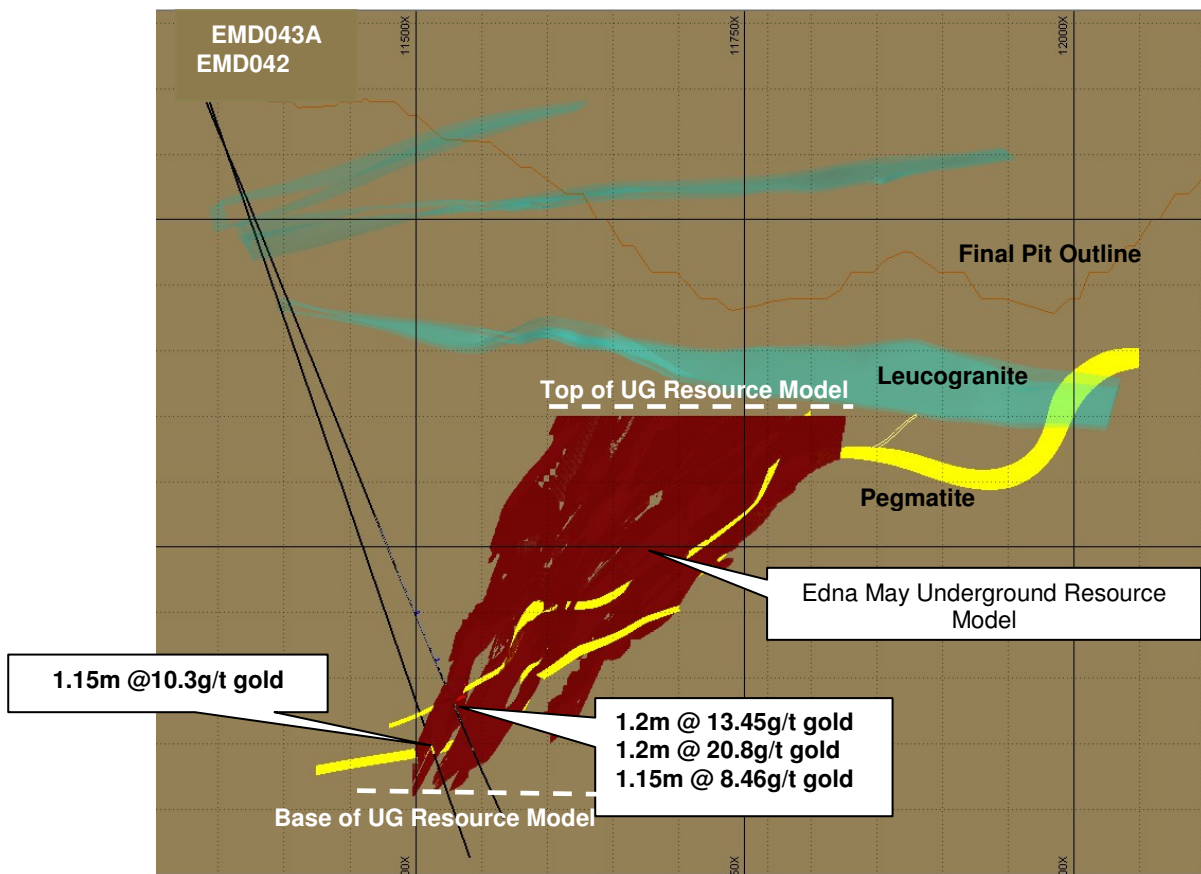 EMD043A
EMD042
11500X
11750X
12000X
Final Pit Outline
Leucogranite
Top of UG Resource Model
Pegmatite
Edna May Underground Resource
Model
1.15m @10.3g/t gold
1.2m @ 13.45g/t gold
1.2m @ 20.8g/t gold
1.15m @ 8.46g/t gold
Base of UG Resource Model